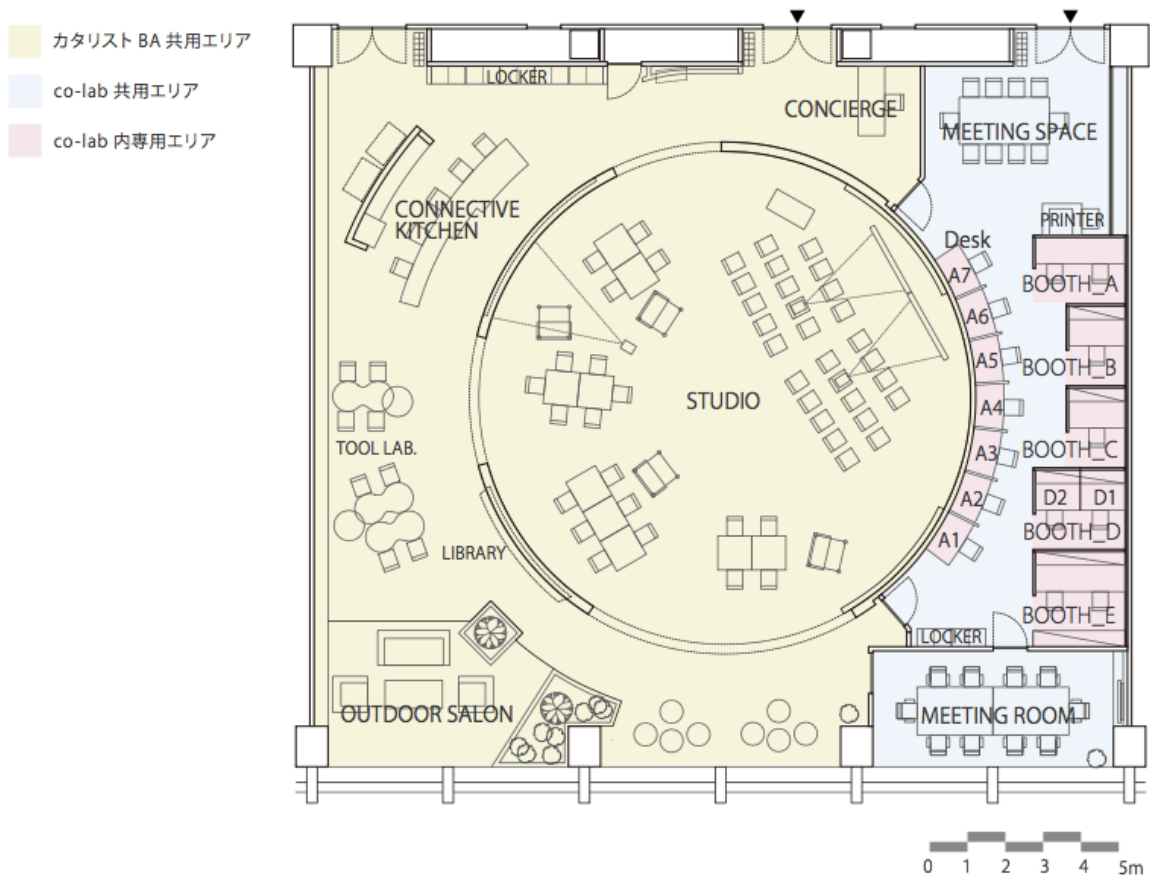 カタリスト BA 共用エリア
co-lab 共用エリア
co-lab 内専用エリア
LOCKER
CONCIERGE
MEETING SPACE
CONNECTIVE
KITCHEN
PRINTER
Desk
A7
BOOTH_A
A6
A5
BOOTH_B
STUDIO
A4
TOOL LAB.
A3
BOOTH_C
A2
D2
D1
BOOTH_D
LIBRARY
A1
BOOTH_E
LOCKER
OUTDOOR SALON
MEETING ROOM
0 1 2 3 4 5m